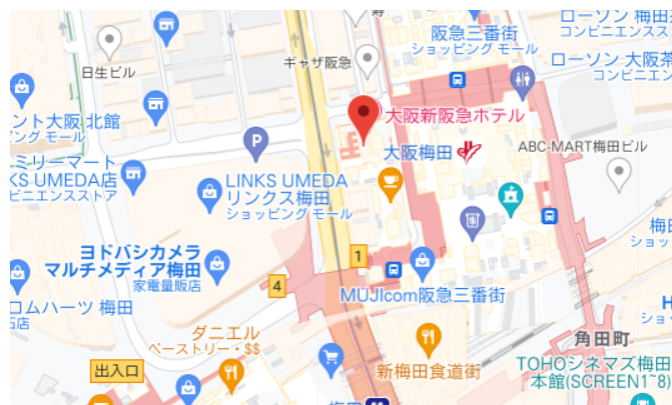 ローソン 梅田
コンビニエンスス
阪急三番街
ショッピング モール
日生ビル
ギャザ阪急
ローソン 大阪茶
コンビニエン
ント大阪 北館
ング モール
大阪新阪急ホテル
P
大阪梅田
ABC-MART梅田ビル
ミリーマート
KS UMEDA店
ビニエンスストア
LINKS UMEDA
リンクス梅田
ショッピング モール
梅田
ヨドバシカメラ
マルチメディア梅田
家電量販店
1
4
MUJIcom阪急三番街
コムハーツ 梅田
店
ショッ
角田町
ダニエル
ペーストリー・$$
出入口
新梅田食道街
TOHOシネマズ梅田
本館(SCREEN1~8)